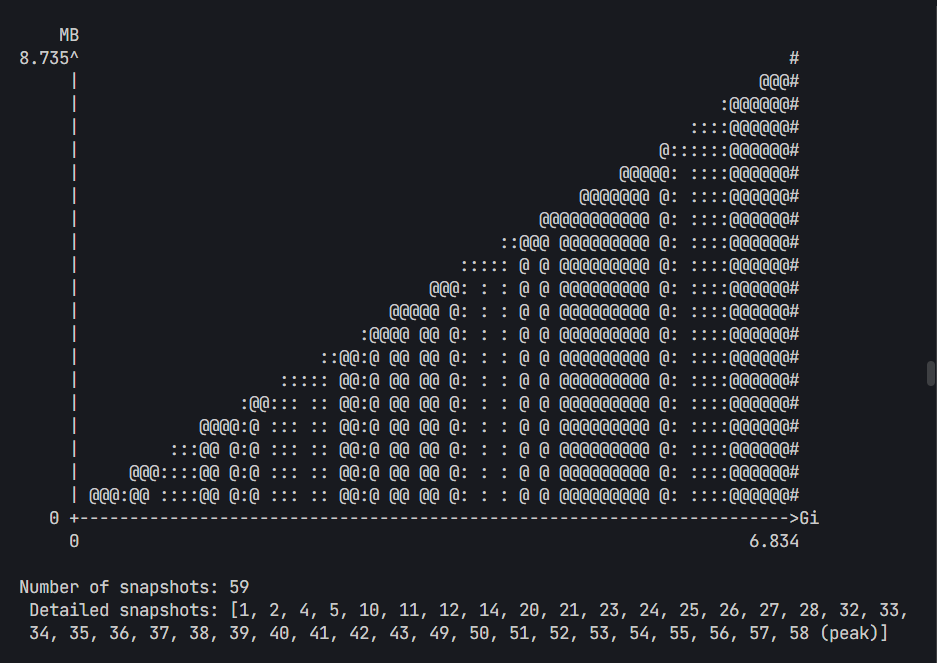 MB
8.735^                                                                       #
     |                                                                    @@@#
     |                                                                :@@@@@@#
     |                                                             ::::@@@@@@#
     |                                                          @::::::@@@@@@#
     |                                                      @@@@@: ::::@@@@@@#
     |                                                  @@@@@@@ @: ::::@@@@@@#
     |                                              @@@@@@@@@@@ @: ::::@@@@@@#
     |                                          ::@@@ @@@@@@@@@ @: ::::@@@@@@#
     |                                      ::::: @ @ @@@@@@@@@ @: ::::@@@@@@#
     |                                   @@@: : : @ @ @@@@@@@@@ @: ::::@@@@@@#
     |                               @@@@@ @: : : @ @ @@@@@@@@@ @: ::::@@@@@@#
     |                            :@@@@ @@ @: : : @ @ @@@@@@@@@ @: ::::@@@@@@#
     |                        ::@@:@ @@ @@ @: : : @ @ @@@@@@@@@ @: ::::@@@@@@#
     |                    ::::: @@:@ @@ @@ @: : : @ @ @@@@@@@@@ @: ::::@@@@@@#
     |                :@@::: :: @@:@ @@ @@ @: : : @ @ @@@@@@@@@ @: ::::@@@@@@#
     |            @@@@:@ ::: :: @@:@ @@ @@ @: : : @ @ @@@@@@@@@ @: ::::@@@@@@#
     |         :::@@ @:@ ::: :: @@:@ @@ @@ @: : : @ @ @@@@@@@@@ @: ::::@@@@@@#
     |     @@@::::@@ @:@ ::: :: @@:@ @@ @@ @: : : @ @ @@@@@@@@@ @: ::::@@@@@@#
     | @@@:@@ ::::@@ @:@ ::: :: @@:@ @@ @@ @: : : @ @ @@@@@@@@@ @: ::::@@@@@@#
   0 +----------------------------------------------------------------------->Gi
     0                                                                   6.834
Number of snapshots: 59
 Detailed snapshots: [1, 2, 4, 5, 10, 11, 12, 14, 20, 21, 23, 24, 25, 26, 27, 28, 32, 33,
 34, 35, 36, 37, 38, 39, 40, 41, 42, 43, 49, 50, 51, 52, 53, 54, 55, 56, 57, 58 (peak)]